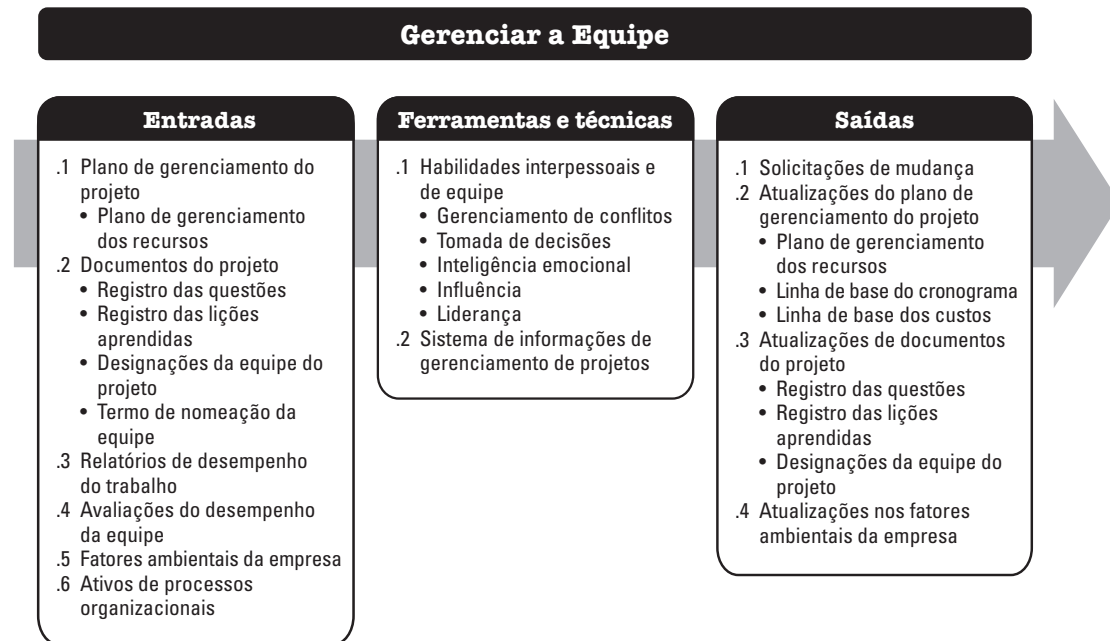 Gerenciar a Equipe
Entradas
.1 Plano de gerenciamento do
projeto
• Plano de gerenciamento
dos recursos
.2 Documentos do projeto
• Registro das questões
• Registro das lições
aprendidas
• Designações da equipe do
projeto
• Termo de nomeação da
equipe
.3 Relatórios de desempenho
do trabalho
.4 Avaliações do desempenho
da equipe
.5 Fatores ambientais da empresa
.6 Ativos de processos
organizacionais
Ferramentas e técnicas
.1 Habilidades interpessoais e
de equipe
• Gerenciamento de conflitos
• Tomada de decisões
• Inteligência emocional
• Influência
• Liderança
.2 Sistema de informações de
gerenciamento de projetos
Saídas
.1 Solicitações de mudança
.2 Atualizações do plano de
gerenciamento do projeto
• Plano de gerenciamento
dos recursos
• Linha de base do cronograma
• Linha de base dos custos
.3 Atualizações de documentos
do projeto
• Registro das questões
• Registro das lições
aprendidas
• Designações da equipe do
projeto
.4 Atualizações nos fatores
ambientais da empresa